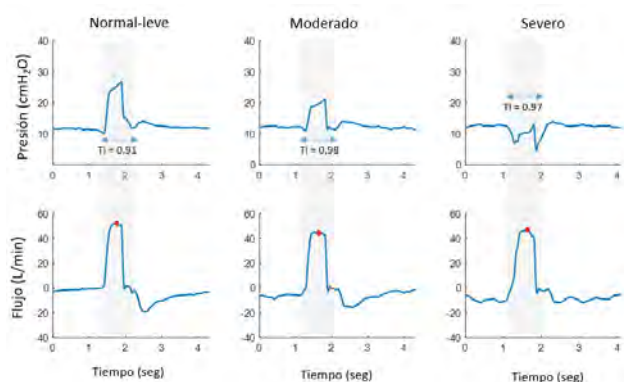 Normal-leve
Moderado
Severo
Presión (cmH₂O)
40
30
20
10
0
TI = 0.91
0 1 2 3 4
40
30
20
10
0
TI = 0.98
0 1 2 3 4
40
30
20
10
0
TI = 0.97
0 1 2 3 4
Flujo (L/min)
60
40
20
0
-20
-40
0 1 2 3 4
60
40
20
0
-20
-40
0 1 2 3 4
60
40
20
0
-20
-40
0 1 2 3 4
Tiempo (seg)
Tiempo (seg)
Tiempo (seg)